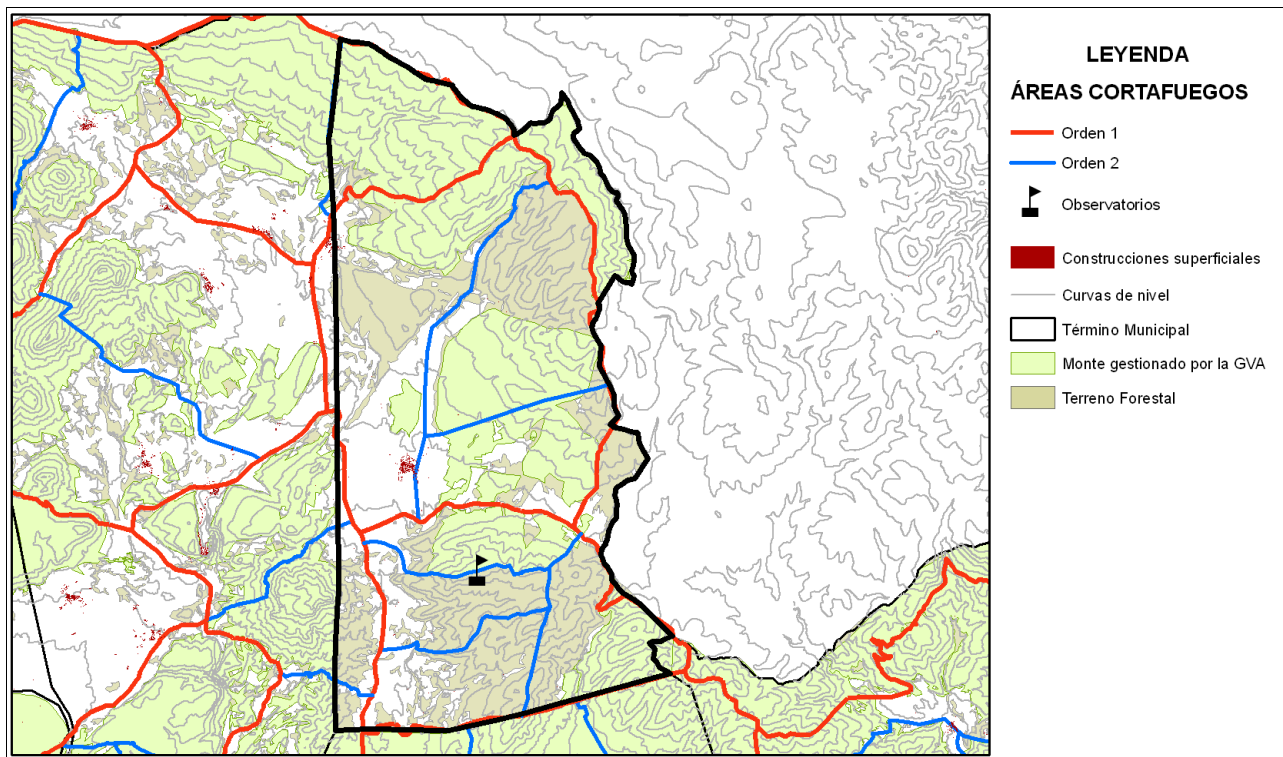 LEYENDA
ÁREAS CORTAFUEGOS
Orden 1
Orden 2
Observatorios
Construcciones superficiales
Curvas de nivel
Término Municipal
Monte gestionado por la GVA
Terreno Forestal